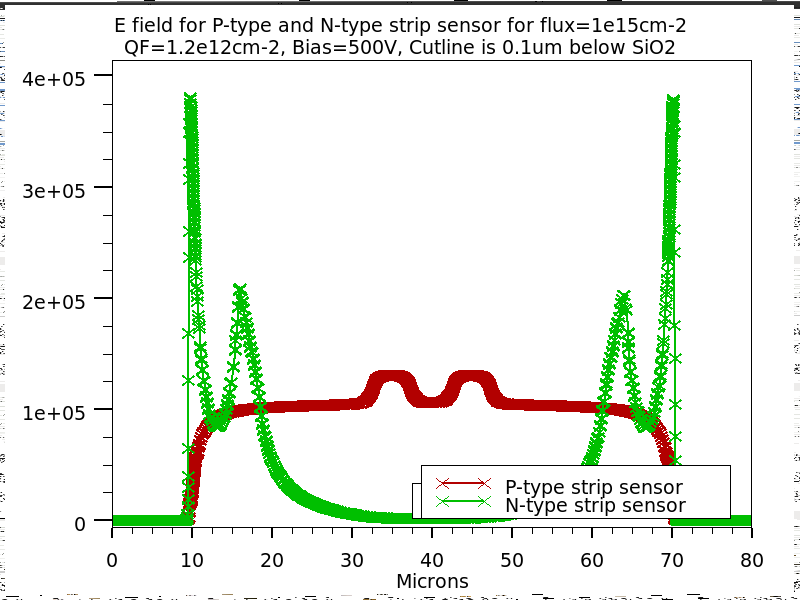 E field for P-type and N-type strip sensor for flux=1e15cm-2
QF=1.2e12cm-2, Bias=500V, Cutline is 0.1um below SiO2
4e+05
3e+05
2e+05
1e+05
0
P-type strip sensor
N-type strip sensor
0 10 20 30 40 50 60 70 80
Microns